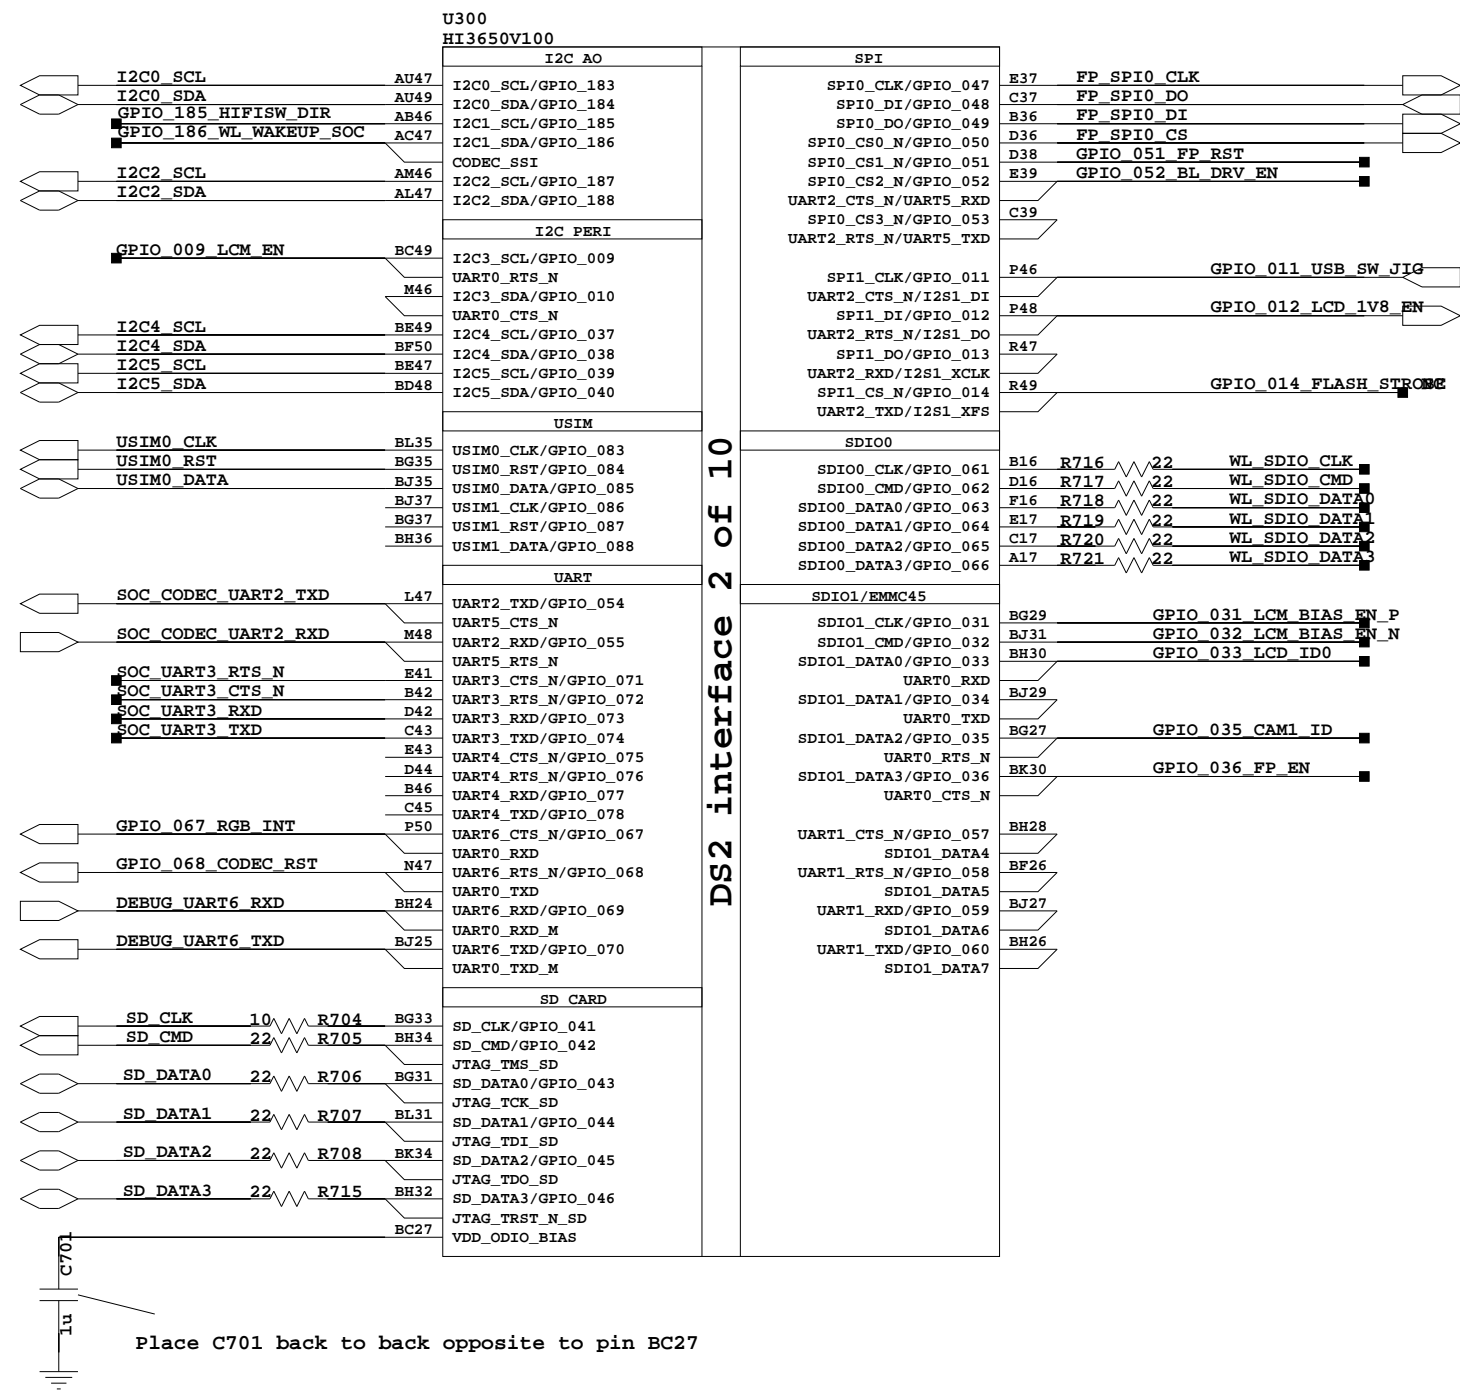 U300
HI3650V100
I2C AO
I2C0_SCL AU47 I2C0_SCL/GPIO_183
I2C0_SDA AU49 I2C0_SDA/GPIO_184
GPIO_185_HIFISW_DIR AB46 I2C1_SCL/GPIO_185
GPIO_186_WL_WAKEUP_SOC AC47 I2C1_SDA/GPIO_186
CODEC_SSI
I2C2_SCL AM46 I2C2_SCL/GPIO_187
I2C2_SDA AL47 I2C2_SDA/GPIO_188
I2C PERI
GPIO_009_LCM_EN BC49 I2C3_SCL/GPIO_009
UART0_RTS_N
M46 I2C3_SDA/GPIO_010
UART0_CTS_N
I2C4_SCL BE49 I2C4_SCL/GPIO_037
I2C4_SDA BF50 I2C4_SDA/GPIO_038
I2C5_SCL BE47 I2C5_SCL/GPIO_039
I2C5_SDA BD48 I2C5_SDA/GPIO_040
USIM
USIM0_CLK BL35 USIM0_CLK/GPIO_083
USIM0_RST BG35 USIM0_RST/GPIO_084
USIM0_DATA BJ35 USIM0_DATA/GPIO_085
BJ37 USIM1_CLK/GPIO_086
BG37 USIM1_RST/GPIO_087
BH36 USIM1_DATA/GPIO_088
UART
SOC_CODEC_UART2_TXD L47 UART2_TXD/GPIO_054
UART5_CTS_N
SOC_CODEC_UART2_RXD M48 UART2_RXD/GPIO_055
UART5_RTS_N
SOC_UART3_RTS_N E41 UART3_CTS_N/GPIO_071
SOC_UART3_CTS_N B42 UART3_RTS_N/GPIO_072
SOC_UART3_RXD D42 UART3_RXD/GPIO_073
SOC_UART3_TXD C43 UART3_TXD/GPIO_074
E43 UART4_CTS_N/GPIO_075
D44 UART4_RTS_N/GPIO_076
B46 UART4_RXD/GPIO_077
C45 UART4_TXD/GPIO_078
GPIO_067_RGB_INT P50 UART6_CTS_N/GPIO_067
UART0_RXD
GPIO_068_CODEC_RST N47 UART6_RTS_N/GPIO_068
UART0_TXD
DEBUG_UART6_RXD BH24 UART6_RXD/GPIO_069
UART0_RXD_M
DEBUG_UART6_TXD BJ25 UART6_TXD/GPIO_070
UART0_TXD_M
SD CARD
SD_CLK 10 R704 BG33 SD_CLK/GPIO_041
SD_CMD 22 R705 BH34 SD_CMD/GPIO_042
JTAG_TMS_SD
SD_DATA0 22 R706 BG31 SD_DATA0/GPIO_043
JTAG_TCK_SD
SD_DATA1 22 R707 BL31 SD_DATA1/GPIO_044
JTAG_TDI_SD
SD_DATA2 22 R708 BK34 SD_DATA2/GPIO_045
JTAG_TDO_SD
SD_DATA3 22 R715 BH32 SD_DATA3/GPIO_046
JTAG_TRST_N_SD
BC27 VDD_ODIO_BIAS
C701
1u
Place C701 back to back opposite to pin BC27
DS2 interface 2 of 10
SPI
SPI0_CLK/GPIO_047 E37 FP_SPI0_CLK
SPI0_DI/GPIO_048 C37 FP_SPI0_DO
SPI0_DO/GPIO_049 B36 FP_SPI0_DI
SPI0_CS0_N/GPIO_050 D36 FP_SPI0_CS
SPI0_CS1_N/GPIO_051 D38 GPIO_051_FP_RST
SPI0_CS2_N/GPIO_052 E39 GPIO_052_BL_DRV_EN
UART2_CTS_N/UART5_RXD
SPI0_CS3_N/GPIO_053 C39
UART2_RTS_N/UART5_TXD
SPI1_CLK/GPIO_011 P46 GPIO_011_USB_SW_JIG
UART2_CTS_N/I2S1_DI
SPI1_DI/GPIO_012 P48 GPIO_012_LCD_1V8_EN
UART2_RTS_N/I2S1_DO
SPI1_DO/GPIO_013 R47
UART2_RXD/I2S1_XCLK
SPI1_CS_N/GPIO_014 R49 GPIO_014_FLASH_STROBE
UART2_TXD/I2S1_XFS
SDIO0
SDIO0_CLK/GPIO_061 B16 R716 22 WL_SDIO_CLK
SDIO0_CMD/GPIO_062 D16 R717 22 WL_SDIO_CMD
SDIO0_DATA0/GPIO_063 F16 R718 22 WL_SDIO_DATA0
SDIO0_DATA1/GPIO_064 E17 R719 22 WL_SDIO_DATA1
SDIO0_DATA2/GPIO_065 C17 R720 22 WL_SDIO_DATA2
SDIO0_DATA3/GPIO_066 A17 R721 22 WL_SDIO_DATA3
SDIO1/EMMC45
SDIO1_CLK/GPIO_031 BG29 GPIO_031_LCM_BIAS_EN_P
SDIO1_CMD/GPIO_032 BJ31 GPIO_032_LCM_BIAS_EN_N
SDIO1_DATA0/GPIO_033 BH30 GPIO_033_LCD_ID0
UART0_RXD
SDIO1_DATA1/GPIO_034 BJ29
UART0_TXD
SDIO1_DATA2/GPIO_035 BG27 GPIO_035_CAM1_ID
UART0_RTS_N
SDIO1_DATA3/GPIO_036 BK30 GPIO_036_FP_EN
UART0_CTS_N
UART1_CTS_N/GPIO_057 BH28
SDIO1_DATA4
UART1_RTS_N/GPIO_058 BF26
SDIO1_DATA5
UART1_RXD/GPIO_059 BJ27
SDIO1_DATA6
UART1_TXD/GPIO_060 BH26
SDIO1_DATA7